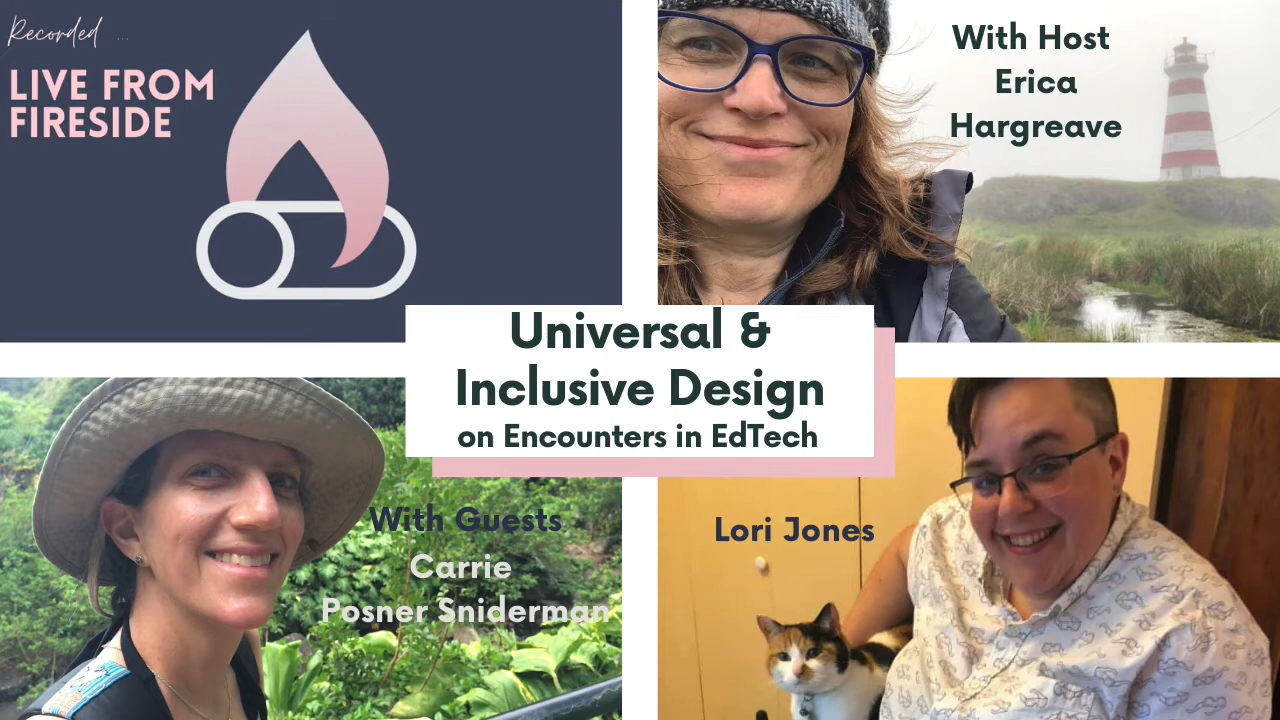 Recorded ...
LIVE FROM
FIRESIDE
With Host
Erica
Hargreave
Universal &
Inclusive Design
on Encounters in EdTech
With Guests
Carrie
Posner Sniderman
Lori Jones